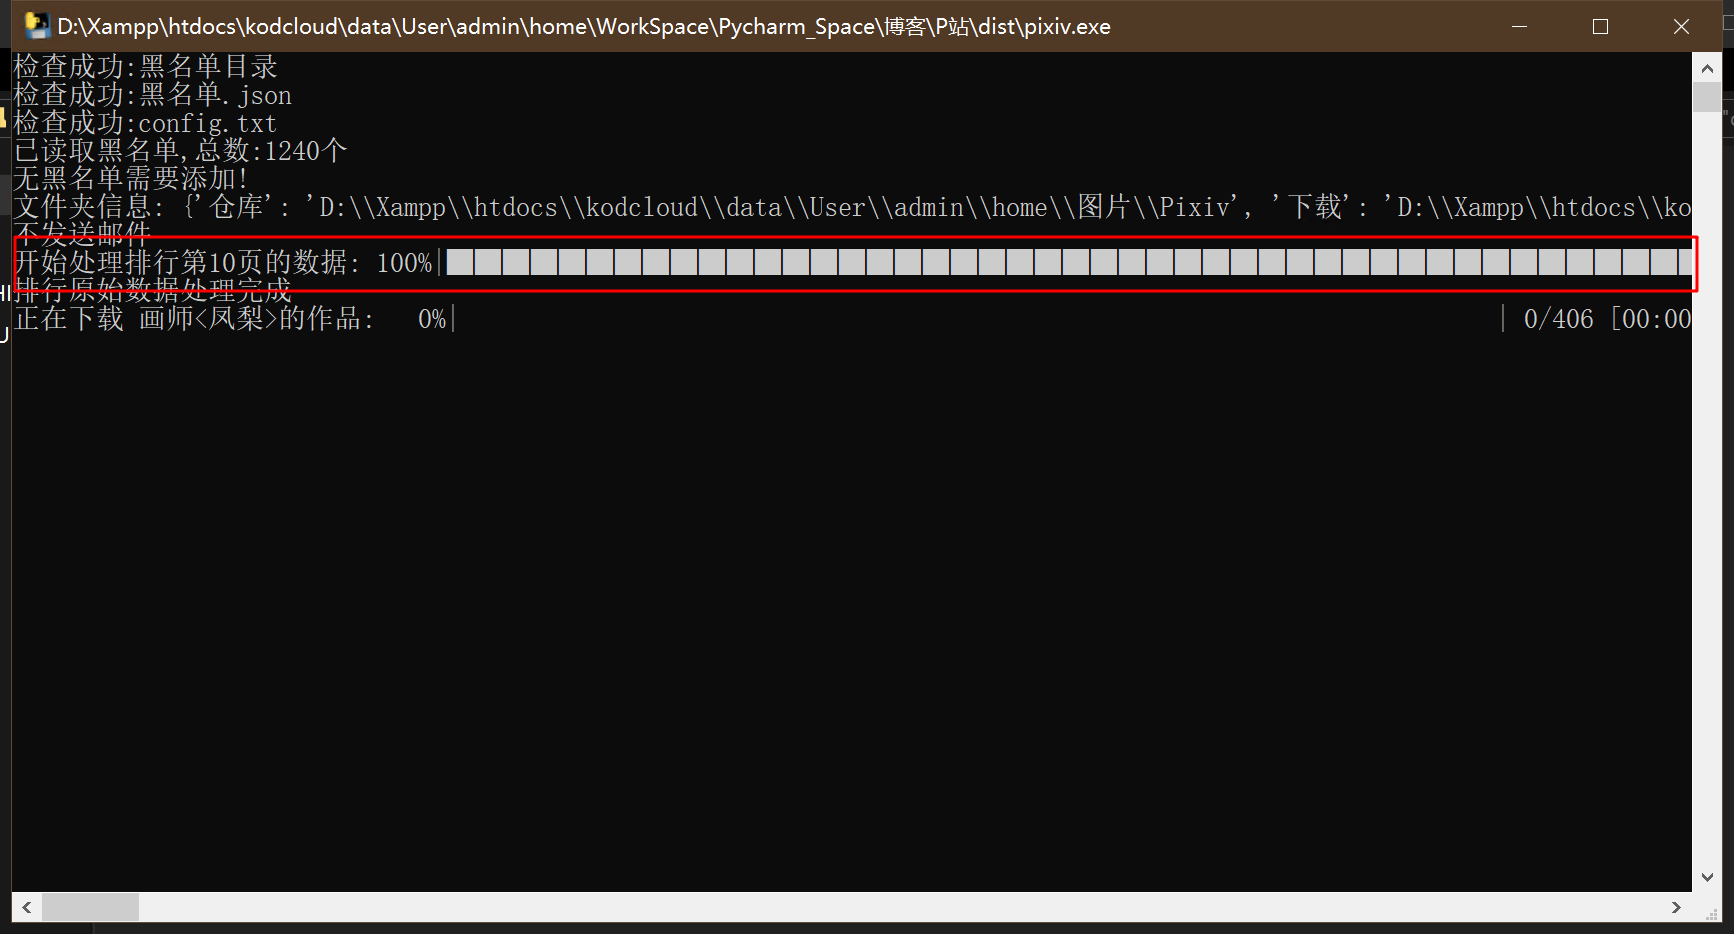 D:\Xampp\htdocs\kodcloud\data\User\admin\home\WorkSpace\Pycharm_Space\博客\P站\dist\pixiv.exe
检查成功:黑名单目录
检查成功:黑名单.json
检查成功:config.txt
已读取黑名单,总数:1240个
无黑名单需要添加!
文件夹信息: {'仓库': 'D:\\Xampp\\htdocs\\kodcloud\\data\\User\\admin\\home\\图片\\Pixiv', '下载': 'D:\\Xampp\\htdocs\\ko
不发送邮件
开始处理排行第10页的数据: 100%|
排行原始数据处理完成
正在下载 画师<凤梨>的作品:   0%| | 0/406 [00:00